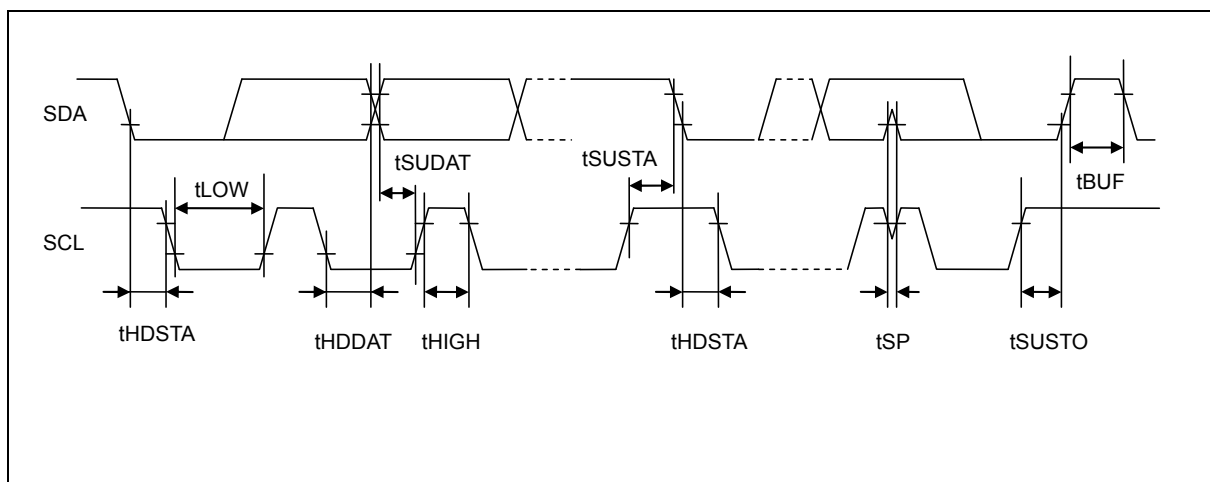 SDA
tSUDAT
tSUSTA
tLOW
tBUF
SCL
tHDSTA
tHDDAT
tHIGH
tHDSTA
tSP
tSUSTO